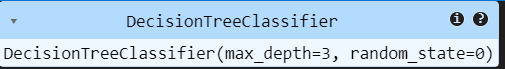 DecisionTreeClassifier
DecisionTreeClassifier(max_depth=3, random_state=0)